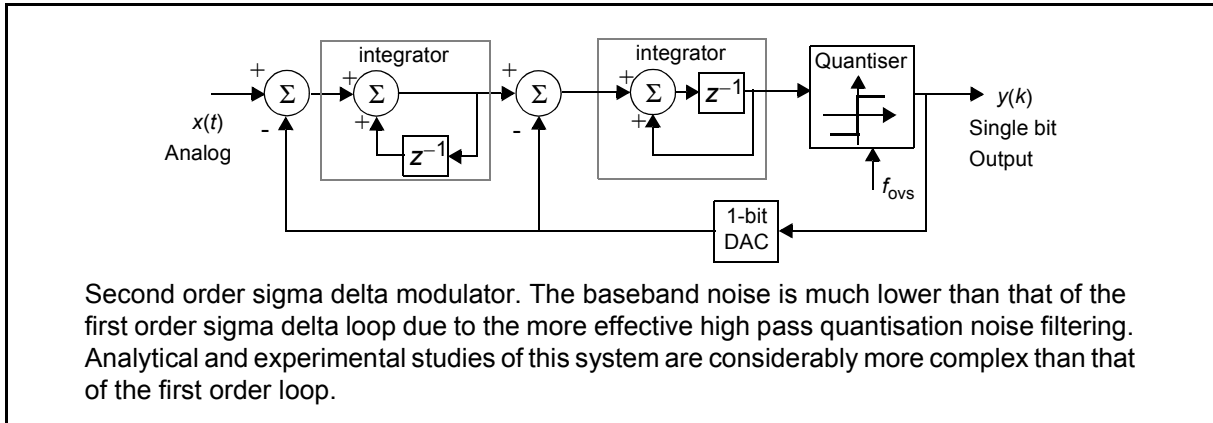 integrator
integrator
Quantiser
+
Σ
+
Σ
+
+
Σ
+
Σ
z⁻¹
x(t)
-
+
-
+
y(k)
Analog
z⁻¹
Single bit
Output
f_ovs
1-bit
DAC
Second order sigma delta modulator. The baseband noise is much lower than that of the
first order sigma delta loop due to the more effective high pass quantisation noise filtering.
Analytical and experimental studies of this system are considerably more complex than that
of the first order loop.